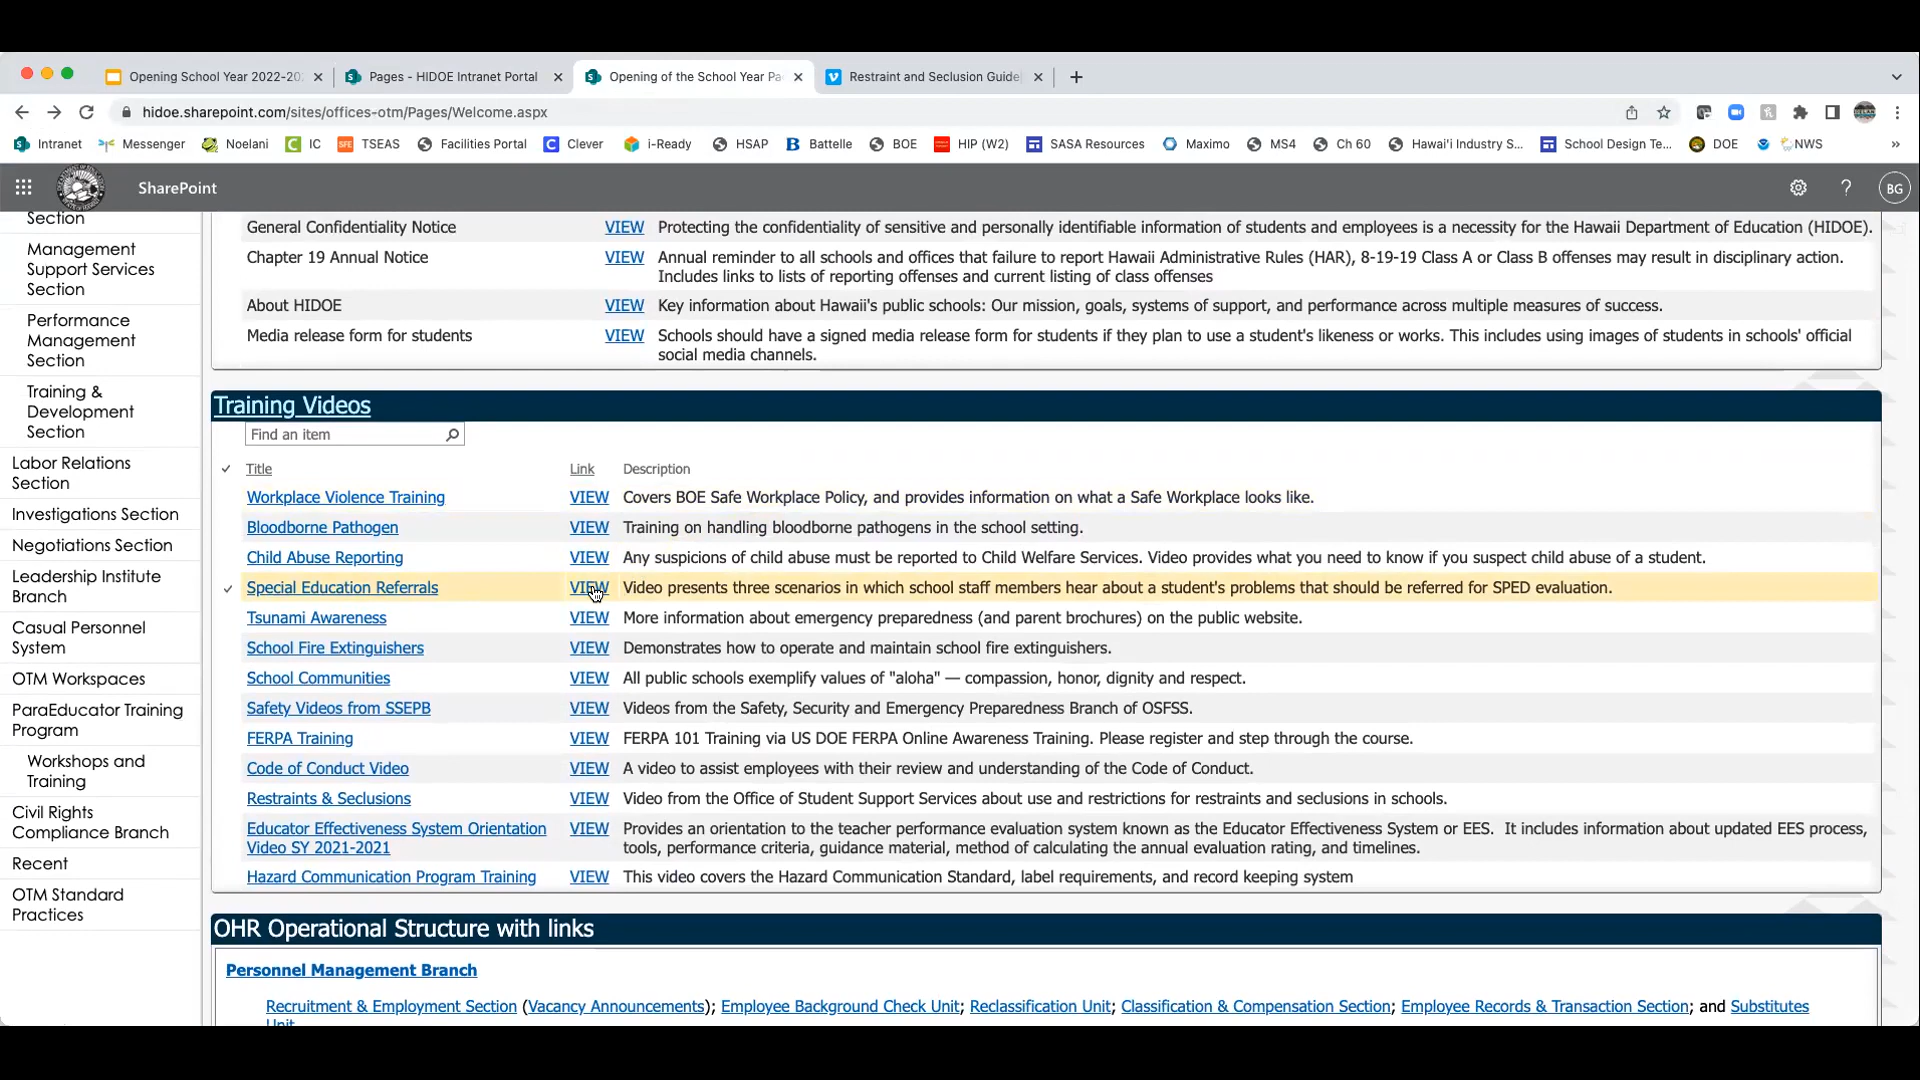 Opening School Year 2022-202
Pages - HIDOE Intranet Portal
Opening of the School Year Pa
Restraint and Seclusion Guide
hidoe.sharepoint.com/sites/offices-otm/Pages/Welcome.aspx
Intranet Messenger Noelani IC TSEAS Facilities Portal Clever i-Ready HSAP Battelle BOE HIP (W2) SASA Resources Maximo MS4 Ch 60 Hawai'i Industry S... School Design Te... DOE NWS
SharePoint
BG
Section
Management
Support Services
Section
Performance
Management
Section
Training &
Development
Section
Labor Relations
Section
Investigations Section
Negotiations Section
Leadership Institute
Branch
Casual Personnel
System
OTM Workspaces
ParaEducator Training
Program
Workshops and
Training
Civil Rights
Compliance Branch
Recent
OTM Standard
Practices
General Confidentiality Notice VIEW Protecting the confidentiality of sensitive and personally identifiable information of students and employees is a necessity for the Hawaii Department of Education (HIDOE).
Chapter 19 Annual Notice VIEW Annual reminder to all schools and offices that failure to report Hawaii Administrative Rules (HAR), 8-19-19 Class A or Class B offenses may result in disciplinary action.
Includes links to lists of reporting offenses and current listing of class offenses
About HIDOE VIEW Key information about Hawaii's public schools: Our mission, goals, systems of support, and performance across multiple measures of success.
Media release form for students VIEW Schools should have a signed media release form for students if they plan to use a student's likeness or works. This includes using images of students in schools' official
social media channels.
Training Videos
Find an item
Title Link Description
Workplace Violence Training VIEW Covers BOE Safe Workplace Policy, and provides information on what a Safe Workplace looks like.
Bloodborne Pathogen VIEW Training on handling bloodborne pathogens in the school setting.
Child Abuse Reporting VIEW Any suspicions of child abuse must be reported to Child Welfare Services. Video provides what you need to know if you suspect child abuse of a student.
Special Education Referrals VIEW Video presents three scenarios in which school staff members hear about a student's problems that should be referred for SPED evaluation.
Tsunami Awareness VIEW More information about emergency preparedness (and parent brochures) on the public website.
School Fire Extinguishers VIEW Demonstrates how to operate and maintain school fire extinguishers.
School Communities VIEW All public schools exemplify values of "aloha" — compassion, honor, dignity and respect.
Safety Videos from SSEPB VIEW Videos from the Safety, Security and Emergency Preparedness Branch of OSFSS.
FERPA Training VIEW FERPA 101 Training via US DOE FERPA Online Awareness Training. Please register and step through the course.
Code of Conduct Video VIEW A video to assist employees with their review and understanding of the Code of Conduct.
Restraints & Seclusions VIEW Video from the Office of Student Support Services about use and restrictions for restraints and seclusions in schools.
Educator Effectiveness System Orientation VIEW Provides an orientation to the teacher performance evaluation system known as the Educator Effectiveness System or EES. It includes information about updated EES process,
Video SY 2021-2021 tools, performance criteria, guidance material, method of calculating the annual evaluation rating, and timelines.
Hazard Communication Program Training VIEW This video covers the Hazard Communication Standard, label requirements, and record keeping system
OHR Operational Structure with links
Personnel Management Branch
Recruitment & Employment Section (Vacancy Announcements); Employee Background Check Unit; Reclassification Unit; Classification & Compensation Section; Employee Records & Transaction Section; and Substitutes
Unit